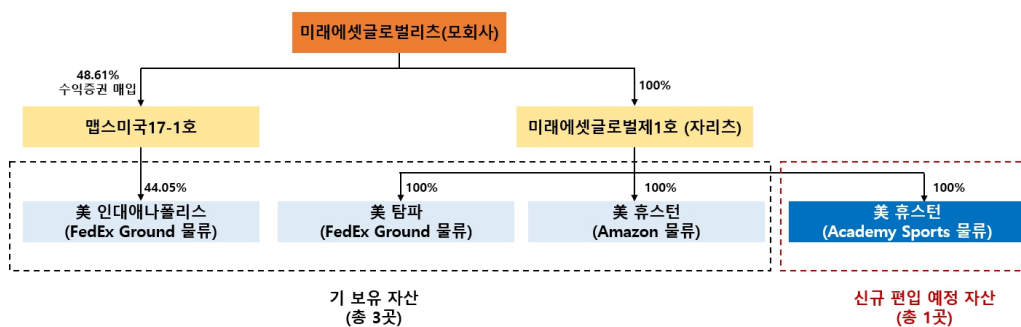 미래에셋글로벌리츠(모회사)
48.61%
수익증권 매입
100%
맵스미국17-1호
미래에셋글로벌제1호 (자리츠)
44.05%
100%
100%
100%
美 인대애나폴리스
(FedEx Ground 물류)
美 탐파
(FedEx Ground 물류)
美 휴스턴
(Amazon 물류)
美 휴스턴
(Academy Sports 물류)
기 보유 자산
(총 3곳)
신규 편입 예정 자산
(총 1곳)